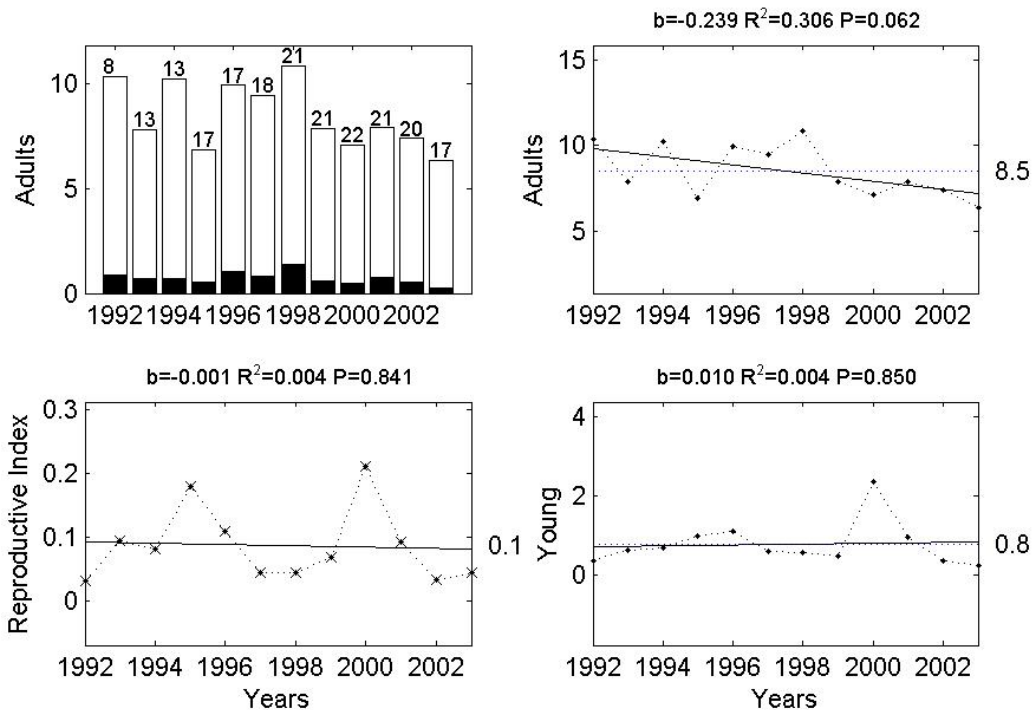 8
13
13
17
17
18
21
21
22
21
20
17
10
5
0
Adults
1992 1994 1996 1998 2000 2002
b=-0.239 R²=0.306 P=0.062
15
10
5
Adults
8.5
1992 1994 1996 1998 2000 2002
b=-0.001 R²=0.004 P=0.841
0.3
0.2
0.1
0
Reproductive Index
0.1
1992 1994 1996 1998 2000 2002
Years
b=0.010 R²=0.004 P=0.850
4
2
0
Young
0.8
1992 1994 1996 1998 2000 2002
Years